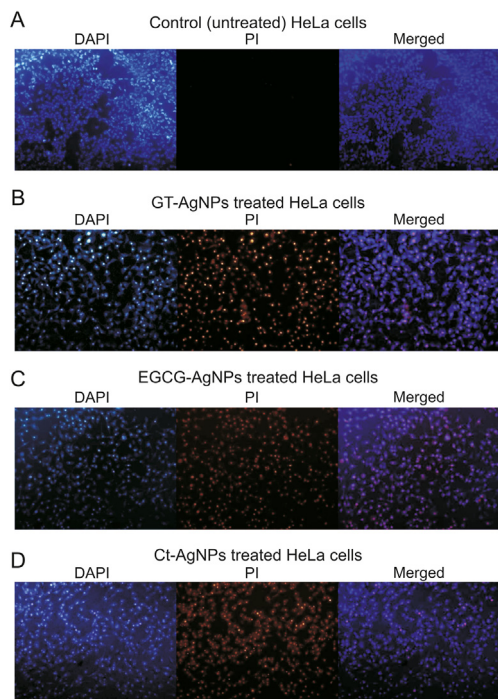 A
Control (untreated) HeLa cells
DAPI PI Merged
B
GT-AgNPs treated HeLa cells
DAPI PI Merged
C
EGCG-AgNPs treated HeLa cells
DAPI PI Merged
D
Ct-AgNPs treated HeLa cells
DAPI PI Merged